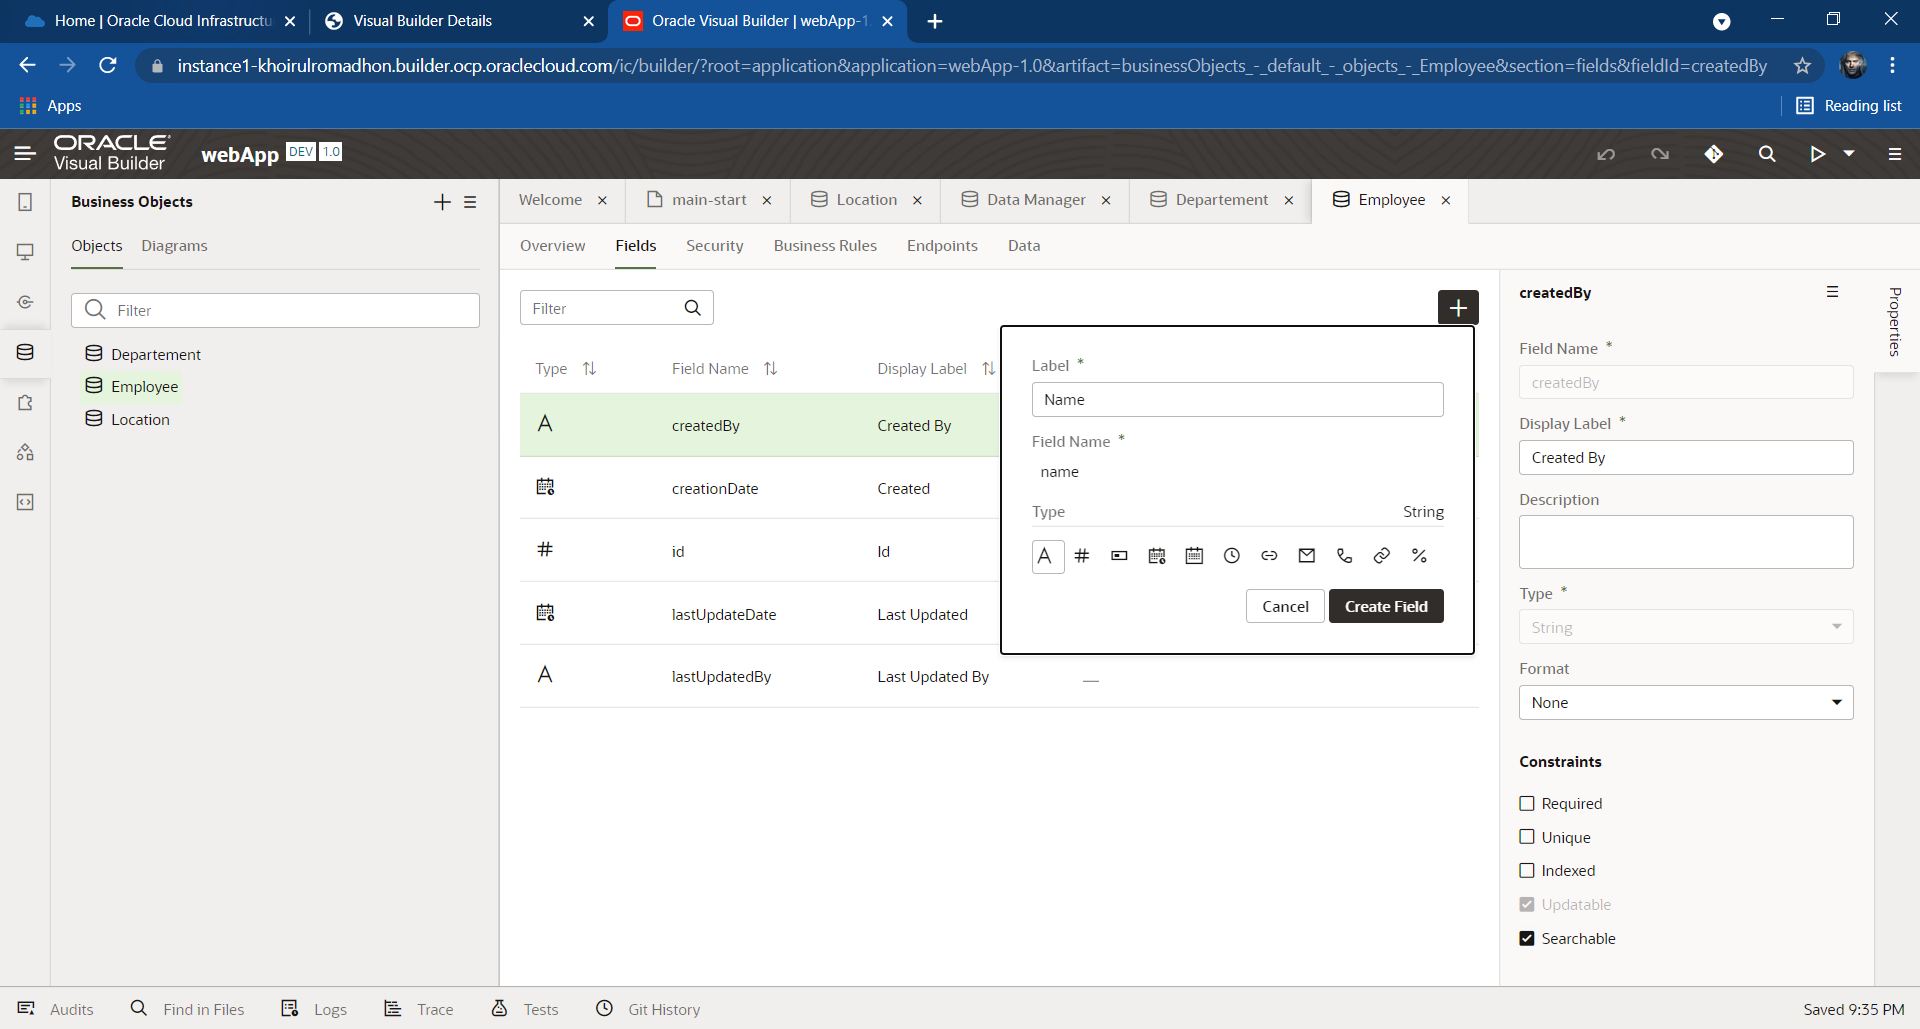 Home | Oracle Cloud Infrastructu
Visual Builder Details
Oracle Visual Builder | webApp-1
instance1-khoirulromadhon.builder.ocp.oraclecloud.com/ic/builder/?root=application&application=webApp-1.0&artifact=businessObjects_-_default_-_objects_-_Employee&section=fields&fieldId=createdBy
Apps
Reading list
ORACLE
Visual Builder
webApp DEV 1.0
Business Objects
Objects Diagrams
Filter
Departement
Employee
Location
Welcome
main-start
Location
Data Manager
Departement
Employee
Overview Fields Security Business Rules Endpoints Data
Filter
Type Field Name Display Label
createdBy Created By
creationDate Created
id Id
lastUpdateDate Last Updated
lastUpdatedBy Last Updated By —
Label *
Name
Field Name *
name
Type String
Cancel Create Field
createdBy
Properties
Field Name *
createdBy
Display Label *
Created By
Description
Type *
String
Format
None
Constraints
Required
Unique
Indexed
Updatable
Searchable
Audits Find in Files Logs Trace Tests Git History
Saved 9:35 PM